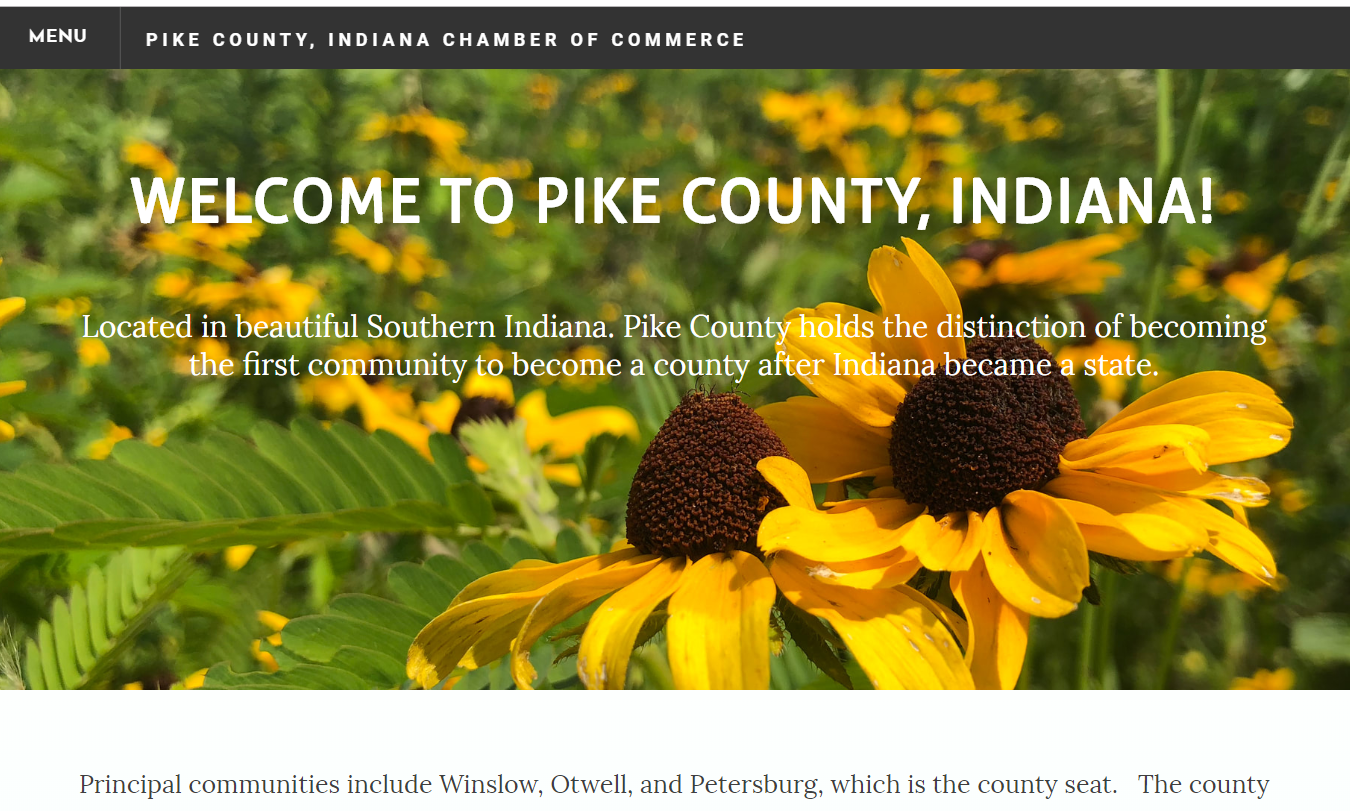 MENU
PIKE COUNTY, INDIANA CHAMBER OF COMMERCE
WELCOME TO PIKE COUNTY, INDIANA!
Located in beautiful Southern Indiana. Pike County holds the distinction of becoming
the first community to become a county after Indiana became a state.
Principal communities include Winslow, Otwell, and Petersburg, which is the county seat. The county